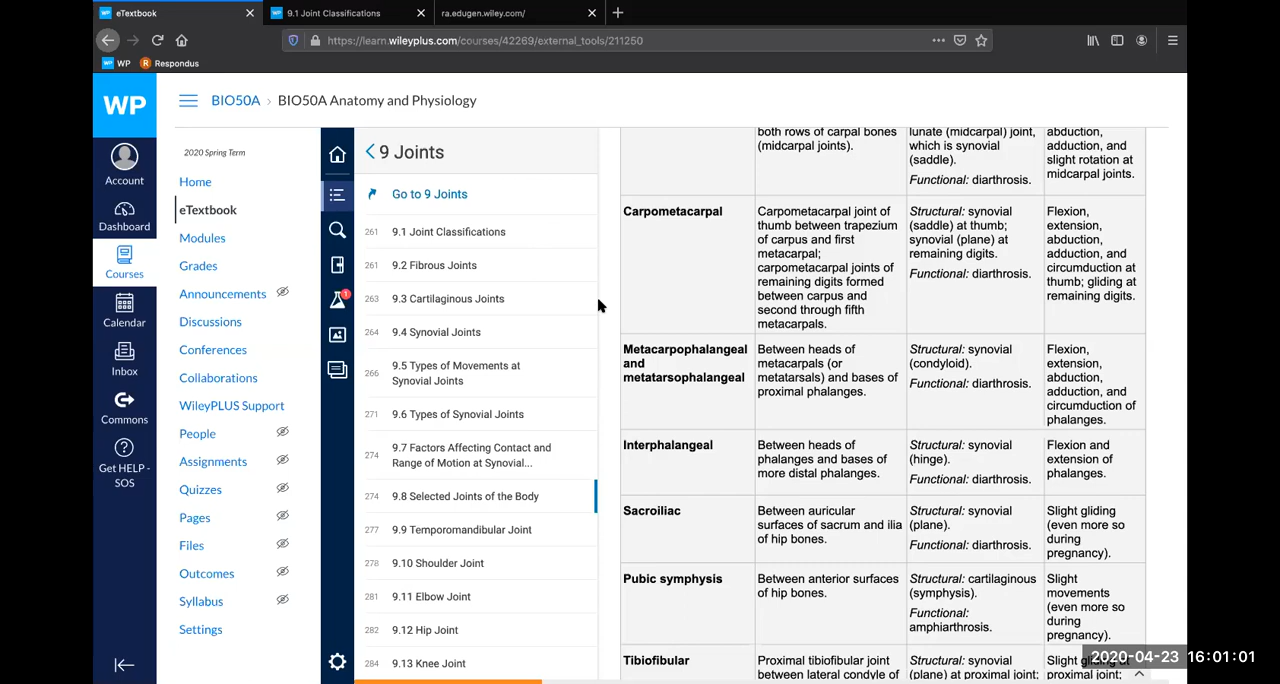 WP eTextbook
WP 9.1 Joint Classifications
ra.edugen.wiley.com/
https://learn.wileyplus.com/courses/42269/external_tools/211250
WP WP
R Respondus
WP
BIO50A > BIO50A Anatomy and Physiology
Account
Dashboard
Courses
Calendar
Inbox
Commons
Get HELP -
SOS
2020 Spring Term
Home
eTextbook
Modules
Grades
Announcements
Discussions
Conferences
Collaborations
WileyPLUS Support
People
Assignments
Quizzes
Pages
Files
Outcomes
Syllabus
Settings
1
9 Joints
Go to 9 Joints
261 9.1 Joint Classifications
261 9.2 Fibrous Joints
263 9.3 Cartilaginous Joints
264 9.4 Synovial Joints
266 9.5 Types of Movements at
Synovial Joints
271 9.6 Types of Synovial Joints
274 9.7 Factors Affecting Contact and
Range of Motion at Synovial...
274 9.8 Selected Joints of the Body
277 9.9 Temporomandibular Joint
278 9.10 Shoulder Joint
281 9.11 Elbow Joint
282 9.12 Hip Joint
284 9.13 Knee Joint
both rows of carpal bones
(midcarpal joints).
lunate (midcarpal) joint,
which is synovial
(saddle).
Functional: diarthrosis.
abduction,
adduction, and
slight rotation at
midcarpal joints.
Carpometacarpal
Carpometacarpal joint of
thumb between trapezium
of carpus and first
metacarpal;
carpometacarpal joints of
remaining digits formed
between carpus and
second through fifth
metacarpals.
Structural: synovial
(saddle) at thumb;
synovial (plane) at
remaining digits.
Functional: diarthrosis.
Flexion,
extension,
abduction,
adduction, and
circumduction at
thumb; gliding at
remaining digits.
Metacarpophalangeal
and
metatarsophalangeal
Between heads of
metacarpals (or
metatarsals) and bases of
proximal phalanges.
Structural: synovial
(condyloid).
Functional: diarthrosis.
Flexion,
extension,
abduction,
adduction, and
circumduction of
phalanges.
Interphalangeal
Between heads of
phalanges and bases of
more distal phalanges.
Structural: synovial
(hinge).
Functional: diarthrosis.
Flexion and
extension of
phalanges.
Sacroiliac
Between auricular
surfaces of sacrum and ilia
of hip bones.
Structural: synovial
(plane).
Functional: diarthrosis.
Slight gliding
(even more so
during
pregnancy).
Pubic symphysis
Between anterior surfaces
of hip bones.
Structural: cartilaginous
(symphysis).
Functional:
amphiarthrosis.
Slight
movements
(even more so
during
pregnancy).
Tibiofibular
Proximal tibiofibular joint
between lateral condyle of
Structural: synovial
(plane) at proximal joint;
Slight gliding at
proximal joint;
2020-04-23 16:01:01